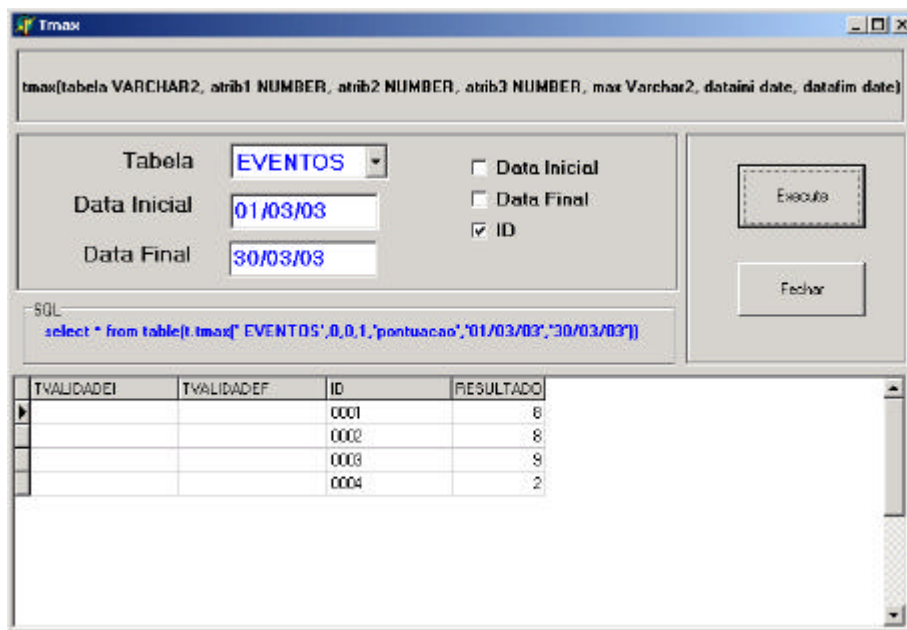 Tmax
tmax(tabela VARCHAR2, atrib1 NUMBER, atrib2 NUMBER, atrib3 NUMBER, max Varchar2, dataini date, datafim date)
Tabela EVENTOS
Data Inicial 01/03/03
Data Final 30/03/03
Data Inicial
Data Final
ID
Execute
Fechar
SQL
select * from table(t.tmax('' EVENTOS',0,0,1,'pontuacao','01/03/03','30/03/03'))
TVALIDADEI TVALIDADEF ID RESULTADO
0001 8
0002 8
0003 9
0004 2